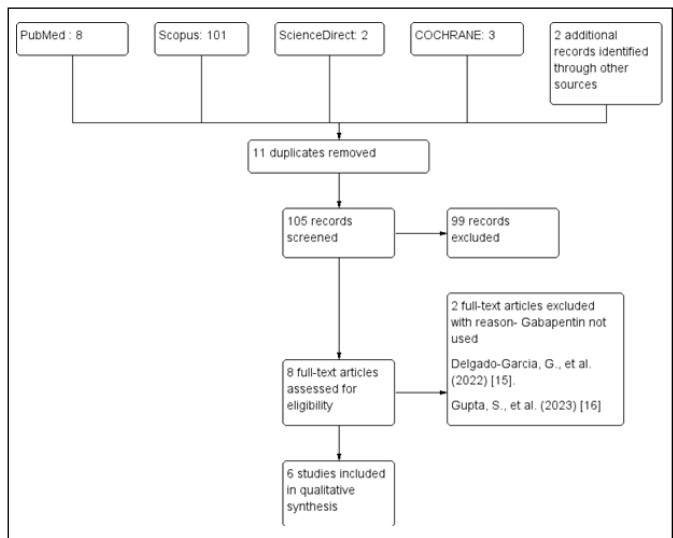 PubMed : 8
Scopus: 101
ScienceDirect: 2
COCHRANE: 3
2 additional
records identified
through other
sources
11 duplicates removed
105 records
screened
99 records
excluded
2 full-text articles excluded
with reason- Gabapentin not
used
Delgado-Garcia, G., et al.
(2022) [15].
Gupta, S., et al. (2023) [16]
8 full-text articles
assessed for
eligibility
6 studies included
in qualitative
synthesis